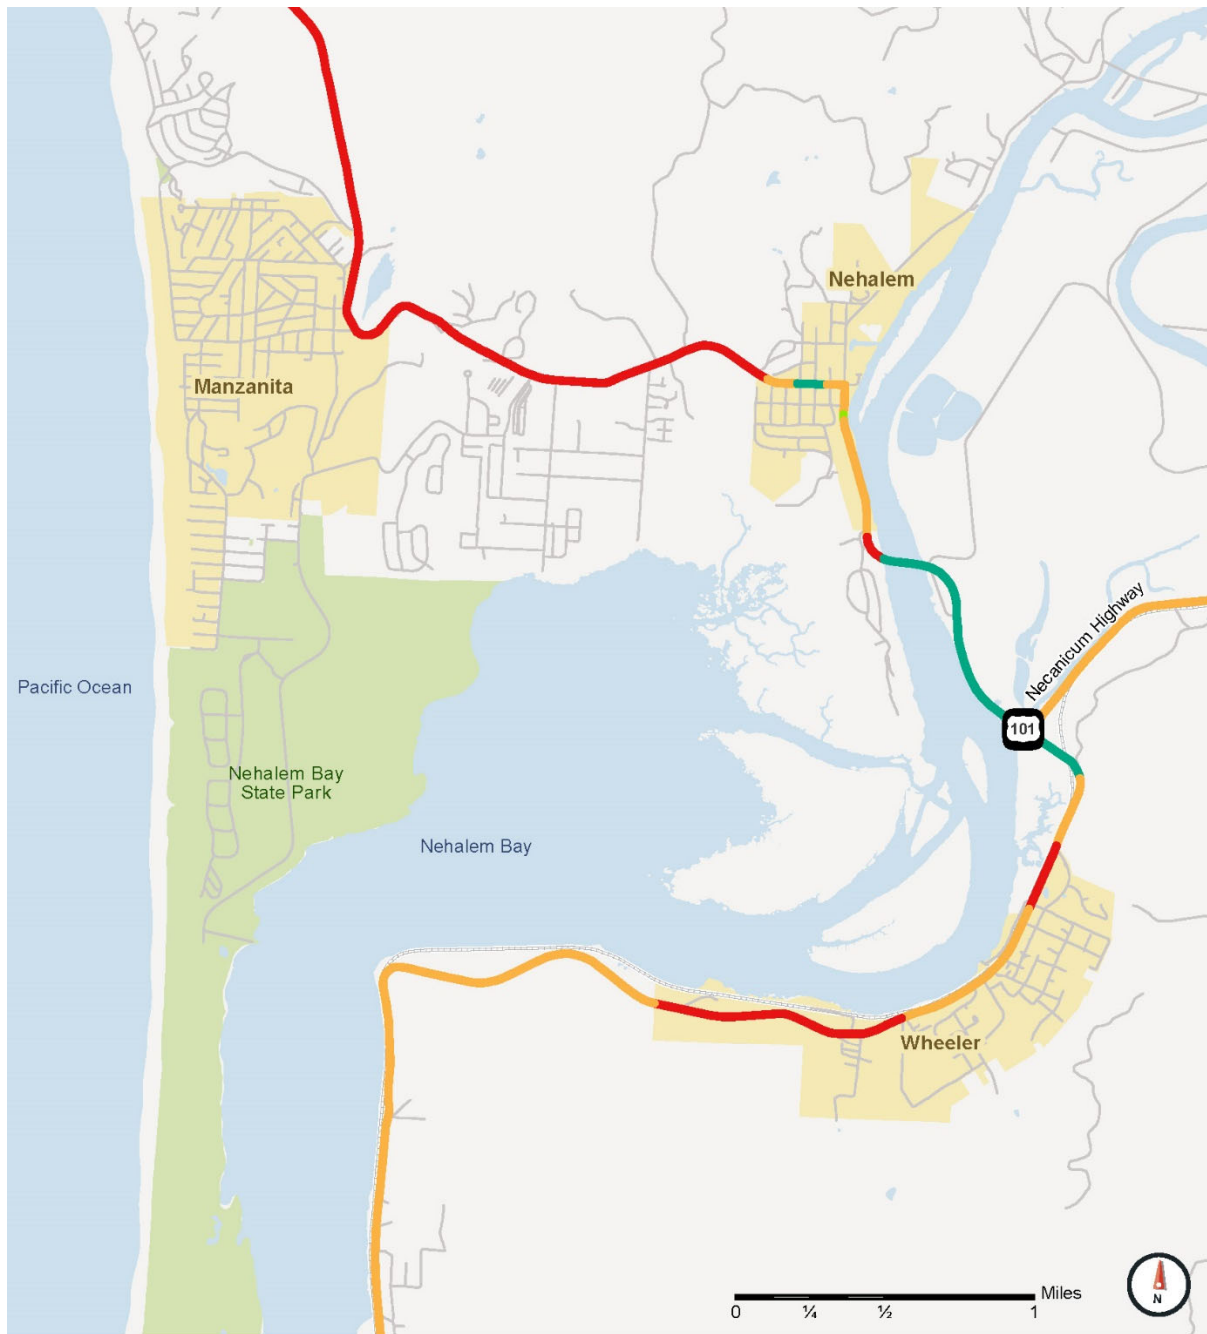 Nehalem
Manzanita
Necanicum Highway
Pacific Ocean
101
Nehalem Bay
State Park
Nehalem Bay
Wheeler
Miles
0 ¼ ½ 1
N